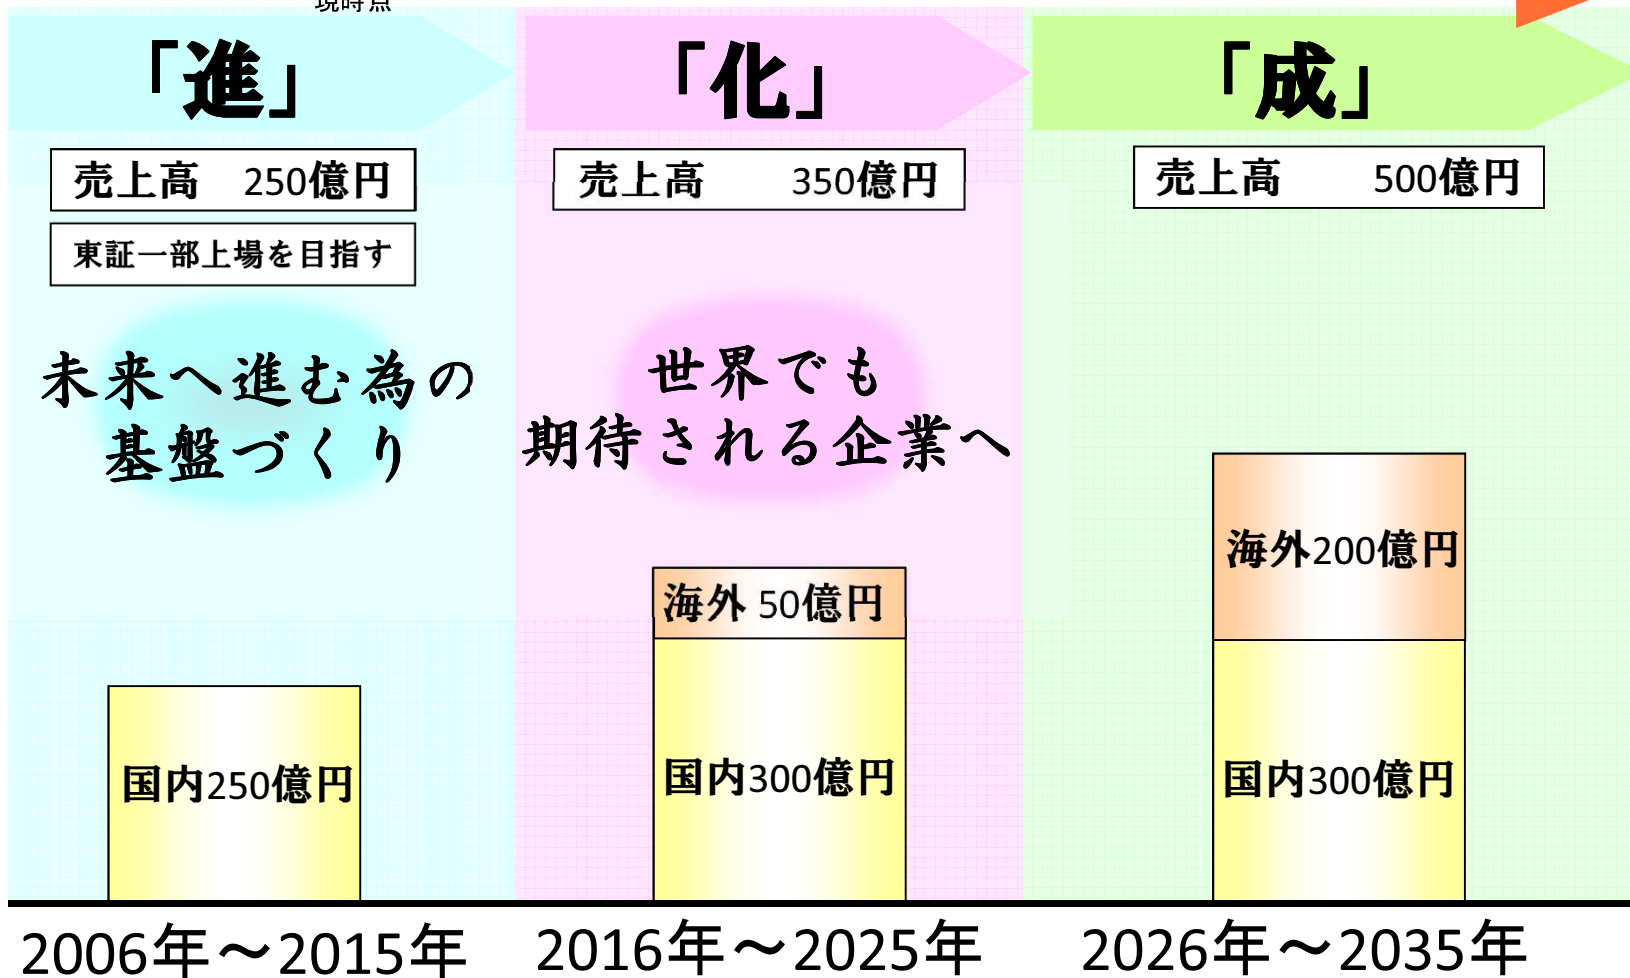 現時点
「進」
「化」
「成」
売上高 250億円
売上高 350億円
売上高 500億円
東証一部上場を目指す
未来へ進む為の
基盤づくり
世界でも
期待される企業へ
海外 50億円
海外200億円
国内250億円
国内300億円
国内300億円
2006年～2015年
2016年～2025年
2026年～2035年